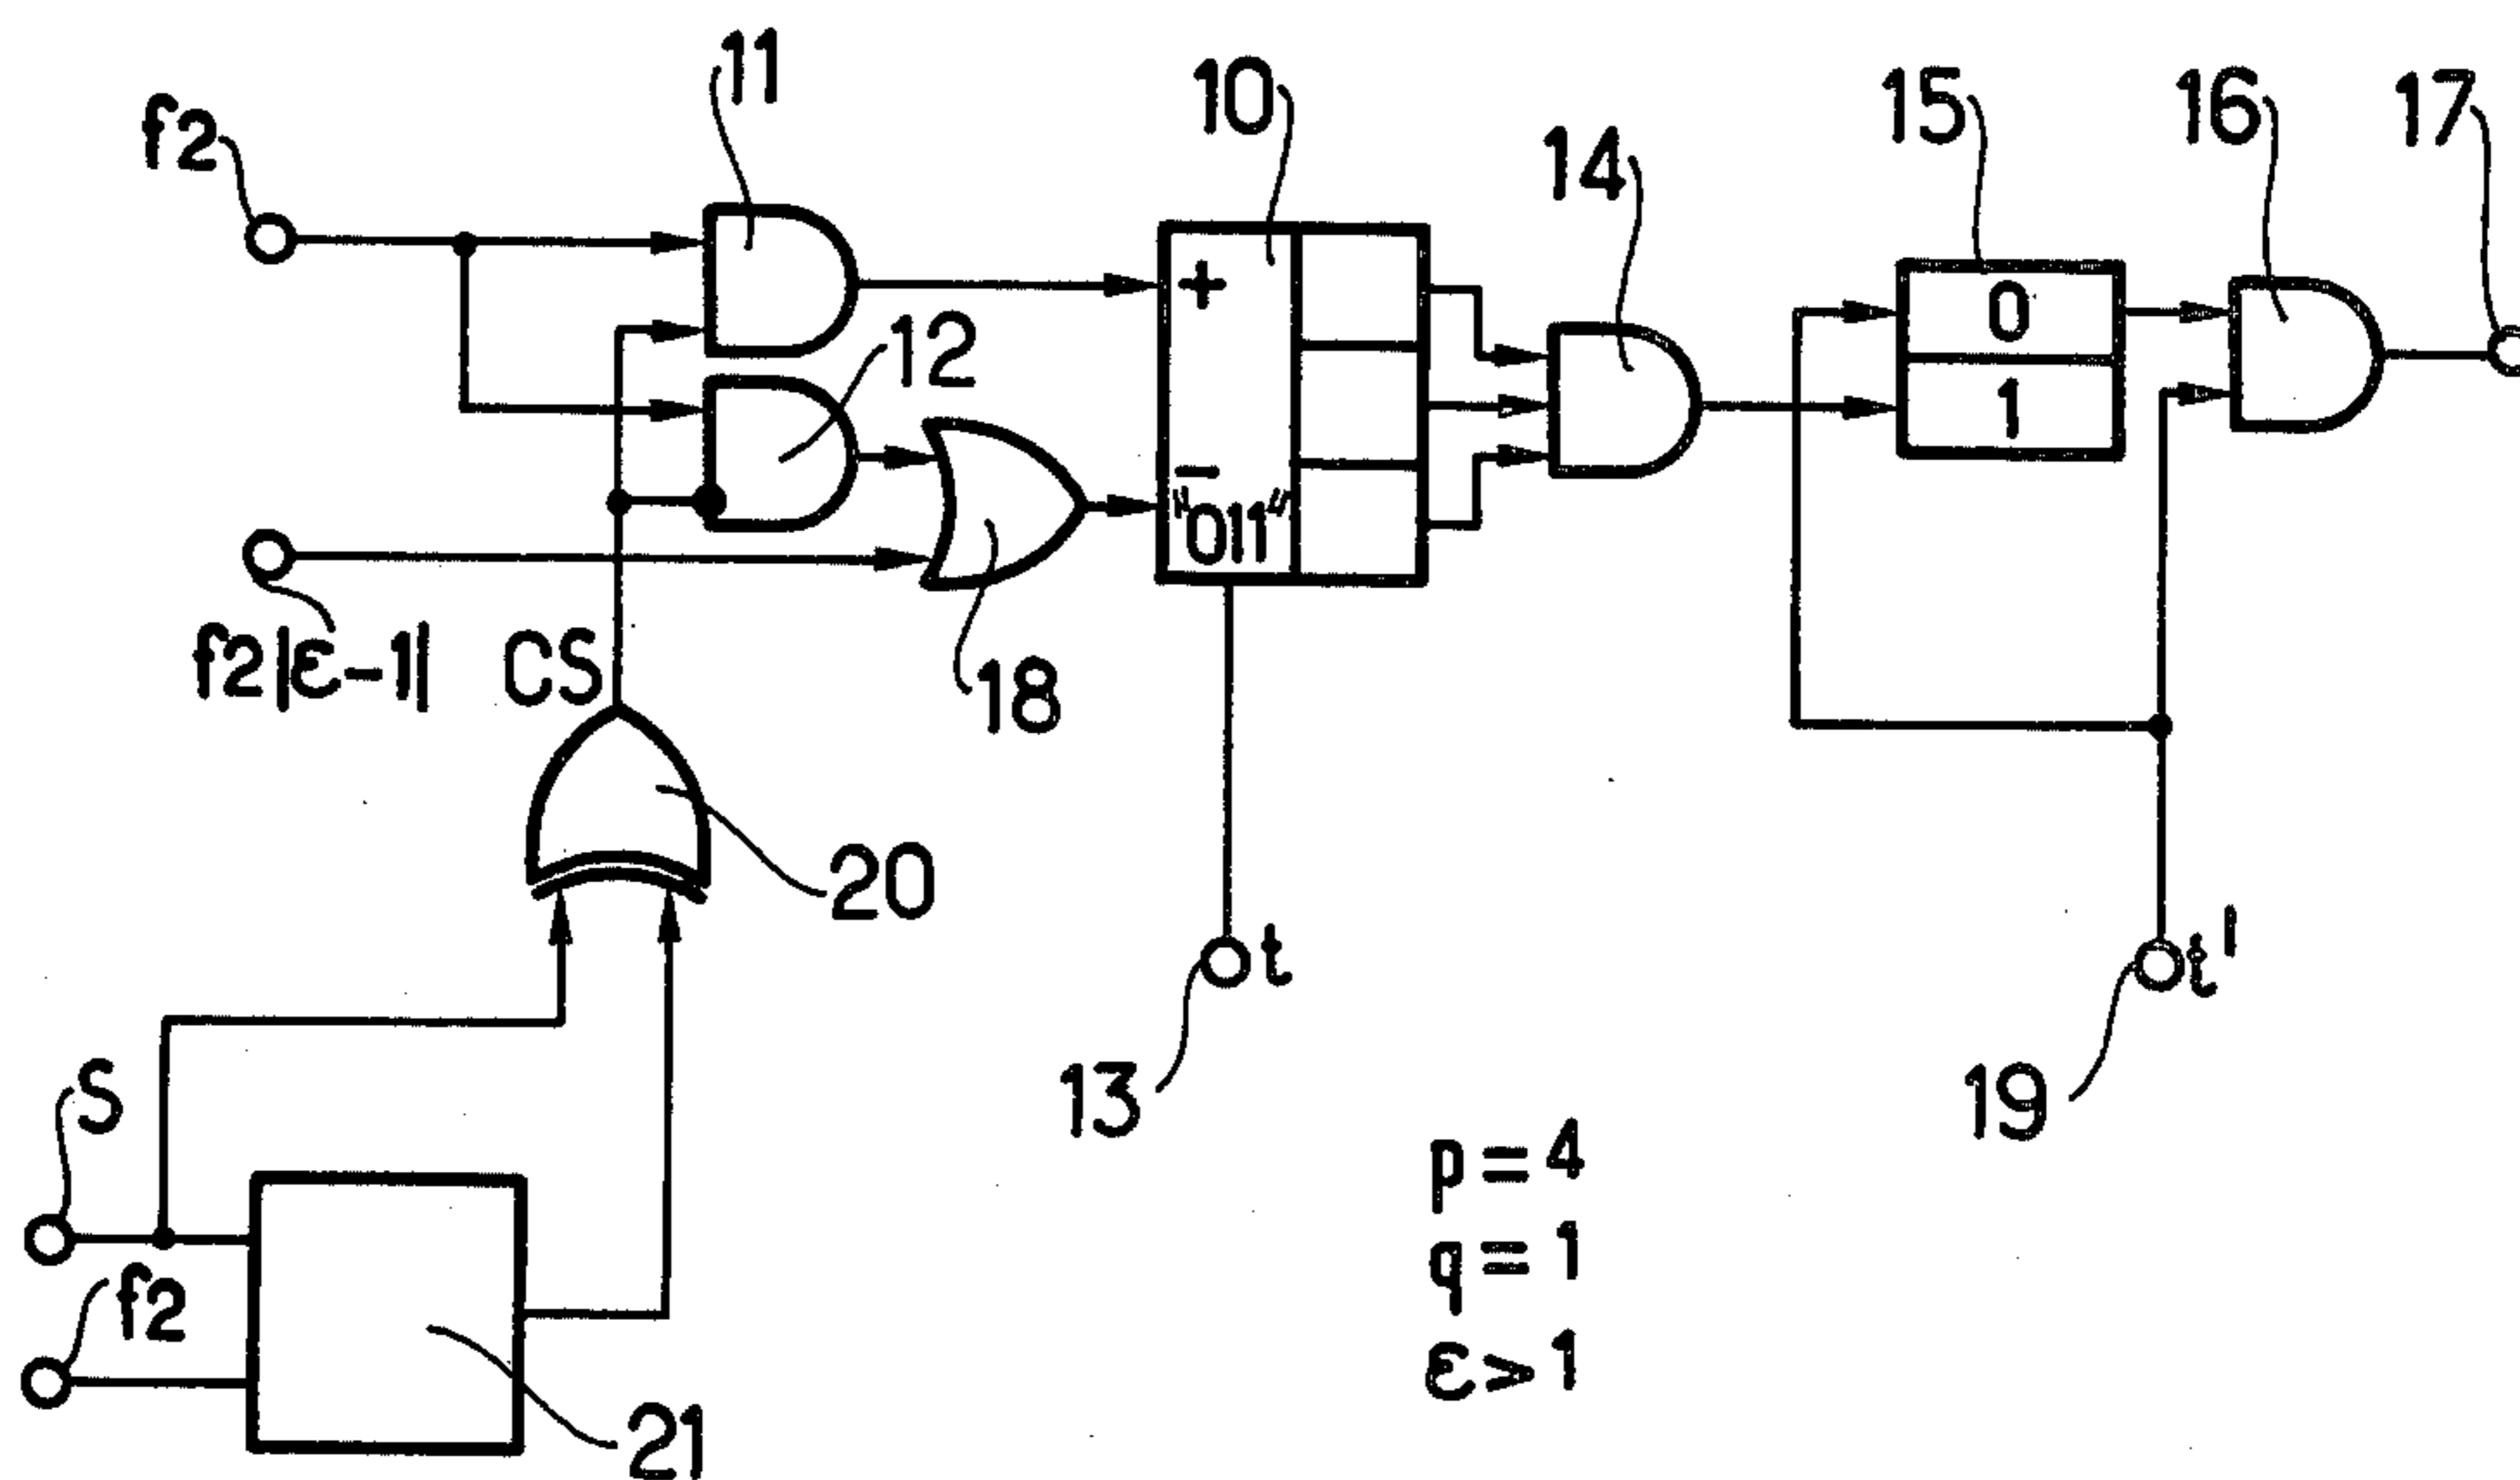 11
f2
10
15
16
17
14
+
0
12
1
−
"011"
f2|ε-1|
CS
18
20
t
t'
S
13
19
p = 4
f2
q = 1
ε > 1
21